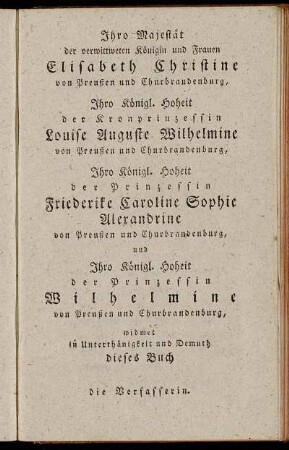 Ihro Majestät
der verwittweten Königin und Frauen
Elisabeth Christine
von Preußen und Churbrandenburg,
Ihro Königl. Hoheit
der Kronprinzessin
Louise Auguste Wilhelmine
von Preußen und Churbrandenburg,
Ihro Königl. Hoheit
der Prinzessin
Friederike Caroline Sophie
Alexandrine
von Preußen und Churbrandenburg,
und
Ihro Königl. Hoheit
der Prinzessin
Wilhelmine
von Preußen und Churbrandenburg,
widmet
in Unterthänigkeit und Demuth
dieses Buch
die Verfasserin.